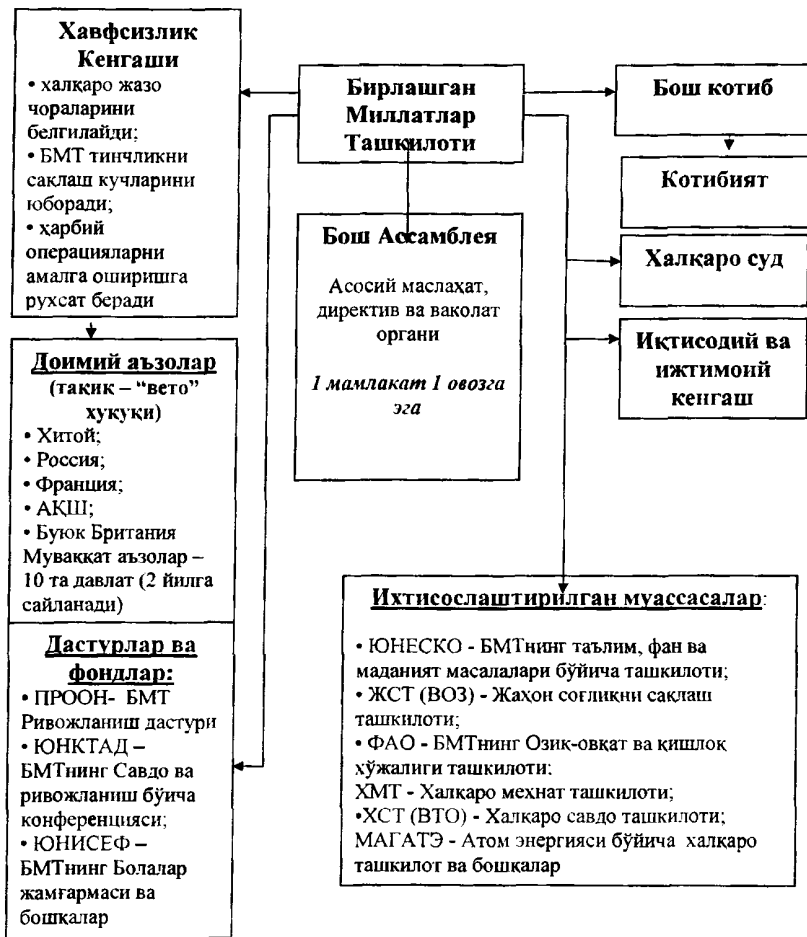 Хавфсизлик
Кенгаши
• халқаро жазо
чораларини
белгилайди;
• БМТ тинчликни
сақлаш кучларини
юборади;
• ҳарбий
операцияларни
амалга оширишга
рухсат беради
Бирлашган
Миллатлар
Ташкилоти
Бош котиб
Котибият
Бош Ассамблея
Асосий маслаҳат,
директив ва ваколат
органи
1 мамлакат 1 овозга
эга
Халқаро суд
Иқтисодий ва
ижтимоий
кенгаш
Доимий аъзолар
(тақиқ – “вето”
ҳуқуқи)
• Хитой;
• Россия;
• Франция;
• АҚШ;
• Буюк Британия
Муваққат аъзолар –
10 та давлат (2 йилга
сайланади)
Дастурлар ва
фондлар:
• ПРООН- БМТ
Ривожланиш дастури
• ЮНКТАД –
БМТнинг Савдо ва
ривожланиш бўйича
конференцияси;
• ЮНИСЕФ –
БМТнинг Болалар
жамғармаси ва
бошқалар
Ихтисослаштирилган муассасалар:
• ЮНЕСКО - БМТнинг таълим, фан ва
маданият масалалари бўйича ташкилоти;
• ЖСТ (ВОЗ) - Жаҳон соғлиқни сақлаш
ташкилоти;
• ФАО - БМТнинг Озиқ-овқат ва қишлоқ
хўжалиги ташкилоти;
ХМТ - Халқаро меҳнат ташкилоти;
•ХСТ (ВТО) - Халқаро савдо ташкилоти;
МАГАТЭ - Атом энергияси бўйича халқаро
ташкилот ва бошқалар